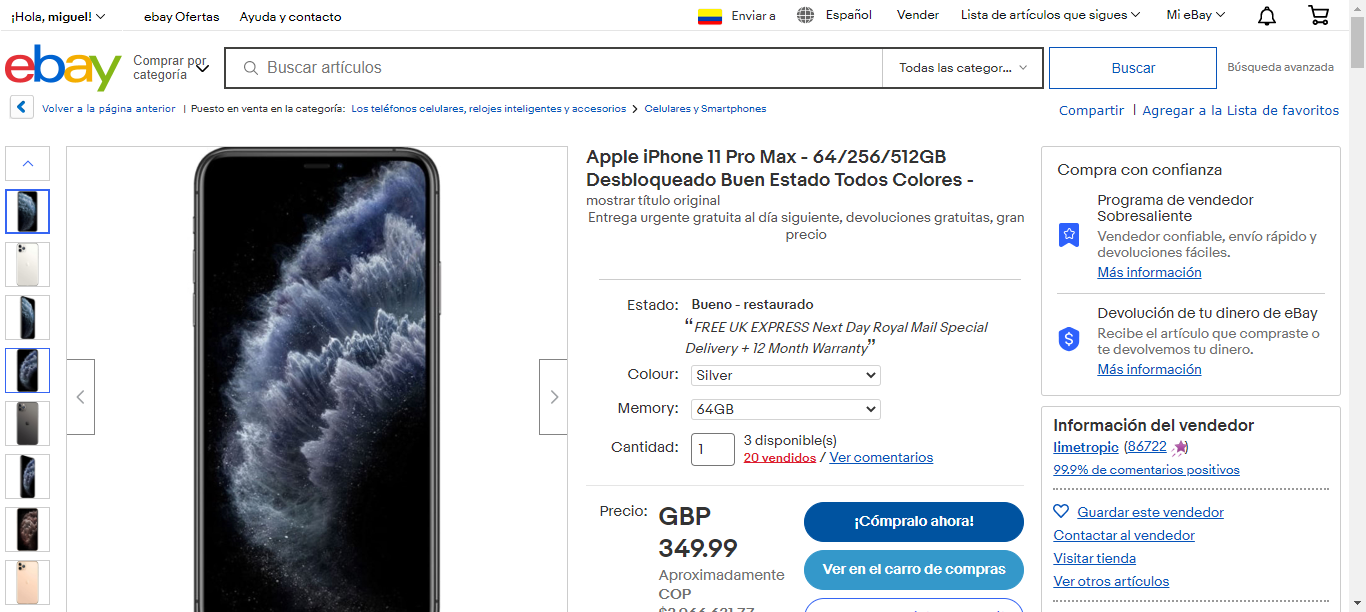 ¡Hola, miguel!
ebay Ofertas
Ayuda y contacto
Enviar a
Español
Vender
Lista de artículos que sigues
Mi eBay
ebay
Comprar por
categoría
Buscar artículos
Todas las categor...
Buscar
Búsqueda avanzada
Volver a la página anterior | Puesto en venta en la categoría: Los teléfonos celulares, relojes inteligentes y accesorios > Celulares y Smartphones
Compartir | Agregar a la Lista de favoritos
Apple iPhone 11 Pro Max - 64/256/512GB
Desbloqueado Buen Estado Todos Colores -
mostrar título original
Entrega urgente gratuita al día siguiente, devoluciones gratuitas, gran
precio
Estado: Bueno - restaurado
“FREE UK EXPRESS Next Day Royal Mail Special
Delivery + 12 Month Warranty”
Colour: Silver
Memory: 64GB
Cantidad: 1
3 disponible(s)
20 vendidos / Ver comentarios
Precio:
GBP
349.99
Aproximadamente
COP
¡Cómpralo ahora!
Ver en el carro de compras
Compra con confianza
Programa de vendedor
Sobresaliente
Vendedor confiable, envío rápido y
devoluciones fáciles.
Más información
Devolución de tu dinero de eBay
Recibe el artículo que compraste o
te devolvemos tu dinero.
Más información
Información del vendedor
limetropic (86722)
99.9% de comentarios positivos
Guardar este vendedor
Contactar al vendedor
Visitar tienda
Ver otros artículos